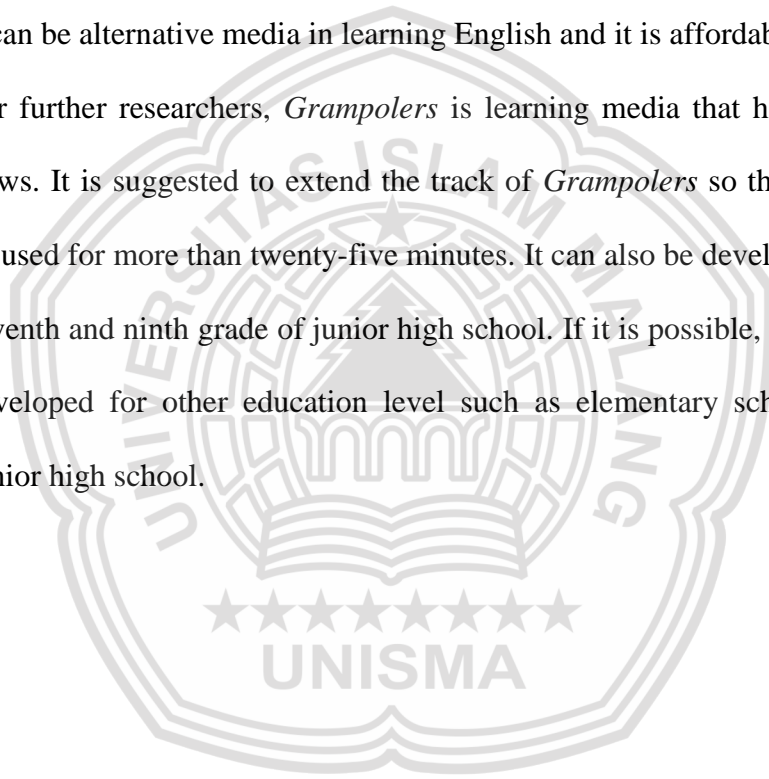 can be alternative media in learning English and it is affordab
r further researchers, Grampolers is learning media that h
ws. It is suggested to extend the track of Grampolers so th
used for more than twenty-five minutes. It can also be devel
venth and ninth grade of junior high school. If it is possible,
veloped for other education level such as elementary sch
nior high school.
UNIVERSITAS ISLAM MALANG
UNISMA